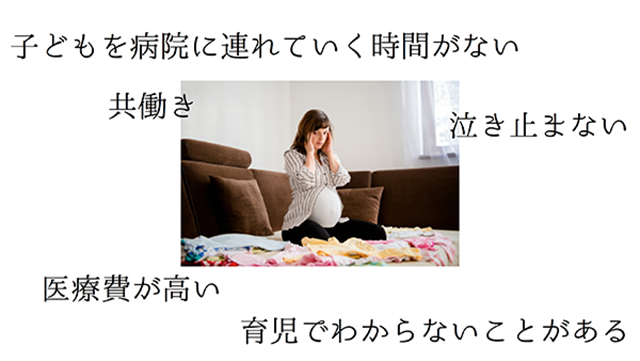 子どもを病院に連れていく時間がない
共働き
泣き止まない
医療費が高い
育児でわからないことがある